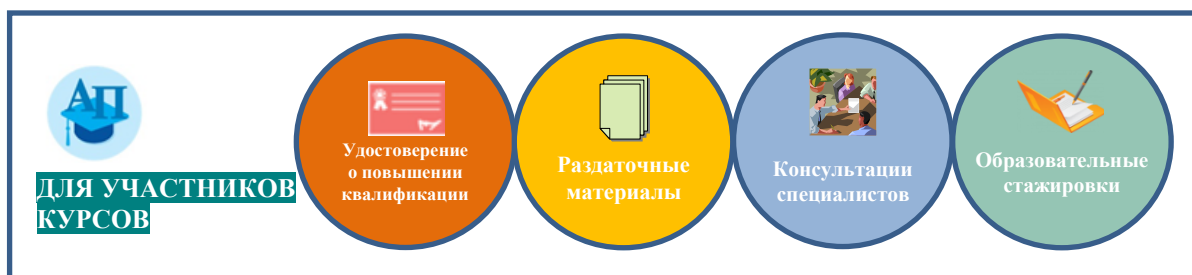 АП
ДЛЯ УЧАСТНИКОВ
КУРСОВ
Удостоверение
о повышении
квалификации
Раздаточные
материалы
Консультации
специалистов
Образовательные
стажировки